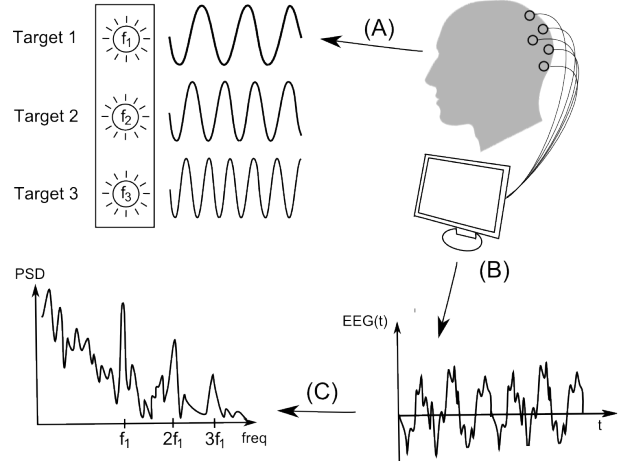 Target 1
f₁
(A)
Target 2
f₂
Target 3
f₃
(B)
PSD
EEG(t)
(C)
t
f₁ 2f₁ 3f₁ freq